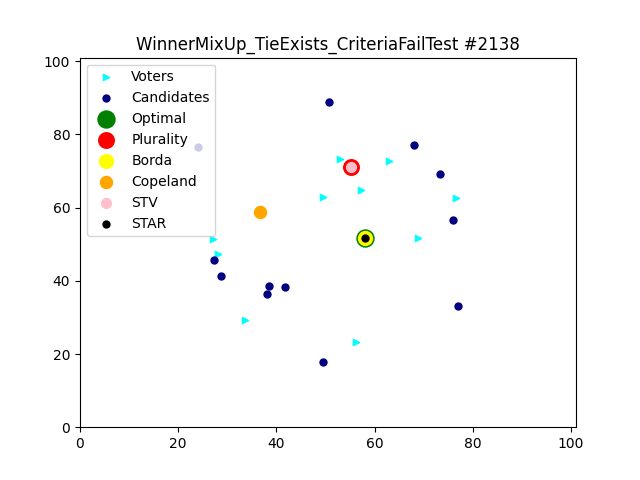 WinnerMixUp_TieExists_CriteriaFailTest #2138
100
80
60
40
20
0
Voters
Candidates
Optimal
Plurality
Borda
Copeland
STV
STAR
0 20 40 60 80 100